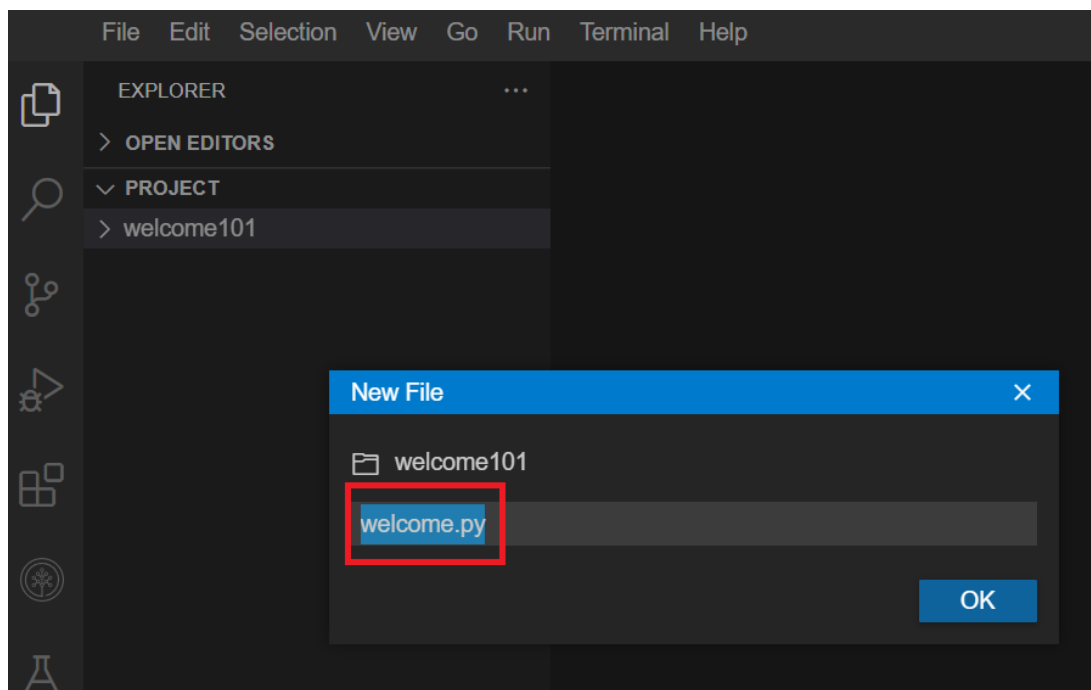 File Edit Selection View Go Run Terminal Help
EXPLORER
OPEN EDITORS
PROJECT
welcome101
New File
welcome101
welcome.py
OK